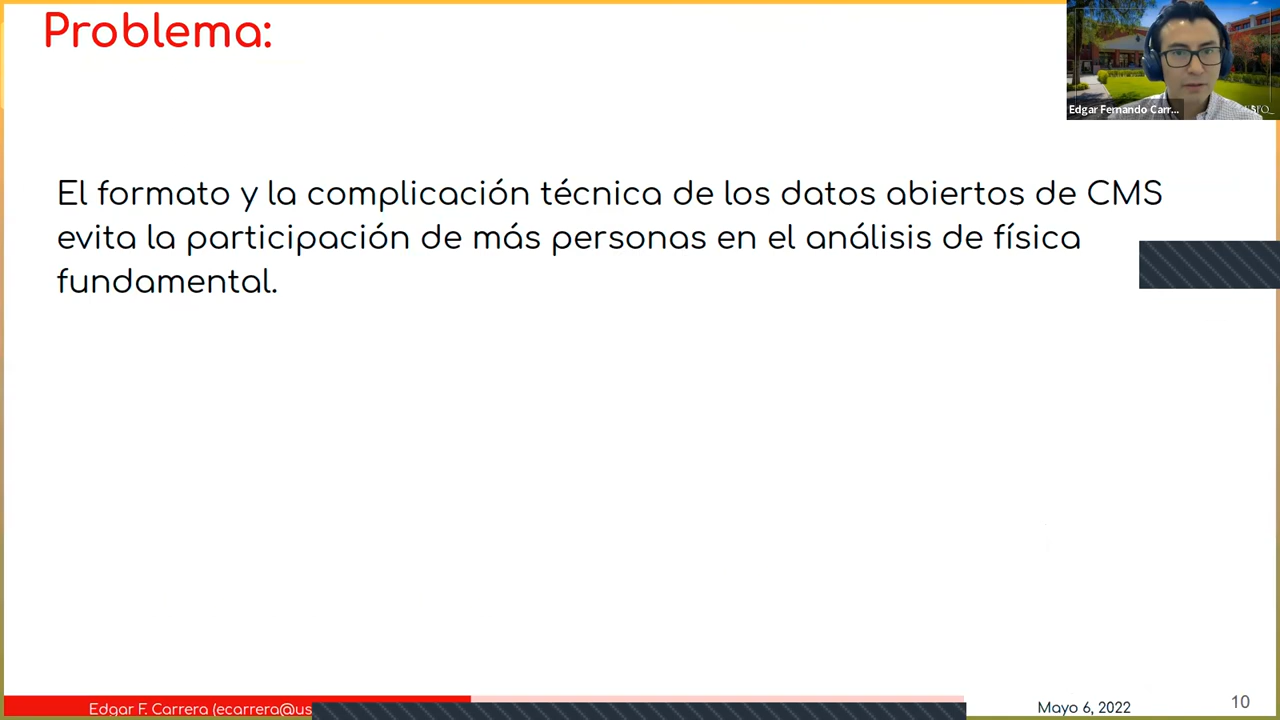 Problema:
Edgar Fernando Carr...
El formato y la complicación técnica de los datos abiertos de CMS
evita la participación de más personas en el análisis de física
fundamental.
Edgar F. Carrera (ecarrera@us
Mayo 6, 2022
10